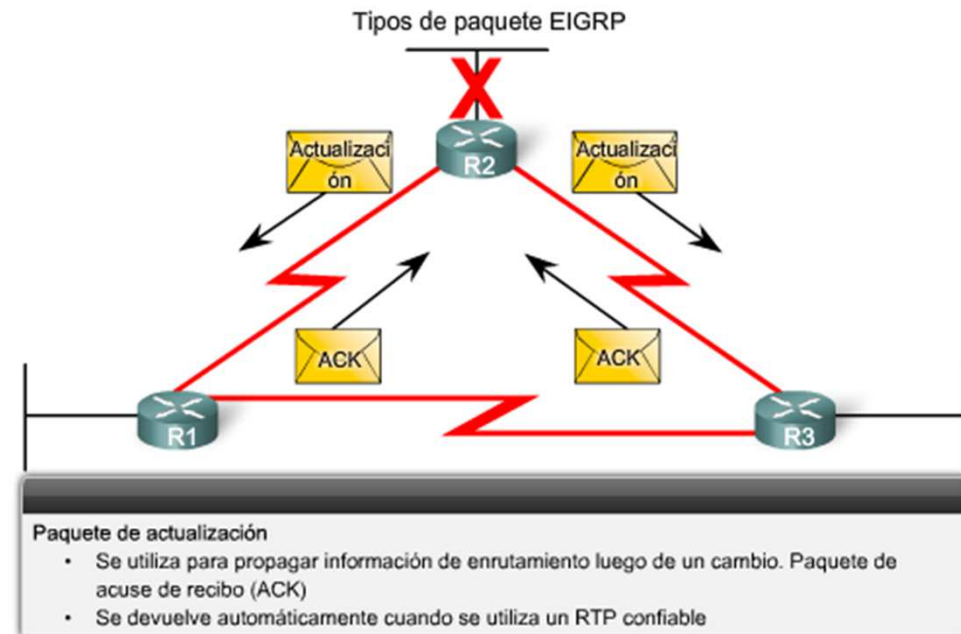 Tipos de paquete EIGRP
Actualizaci
ón
Actualizaci
ón
R2
ACK
ACK
R1
R3
Paquete de actualización
• Se utiliza para propagar información de enrutamiento luego de un cambio. Paquete de
acuse de recibo (ACK)
• Se devuelve automáticamente cuando se utiliza un RTP confiable